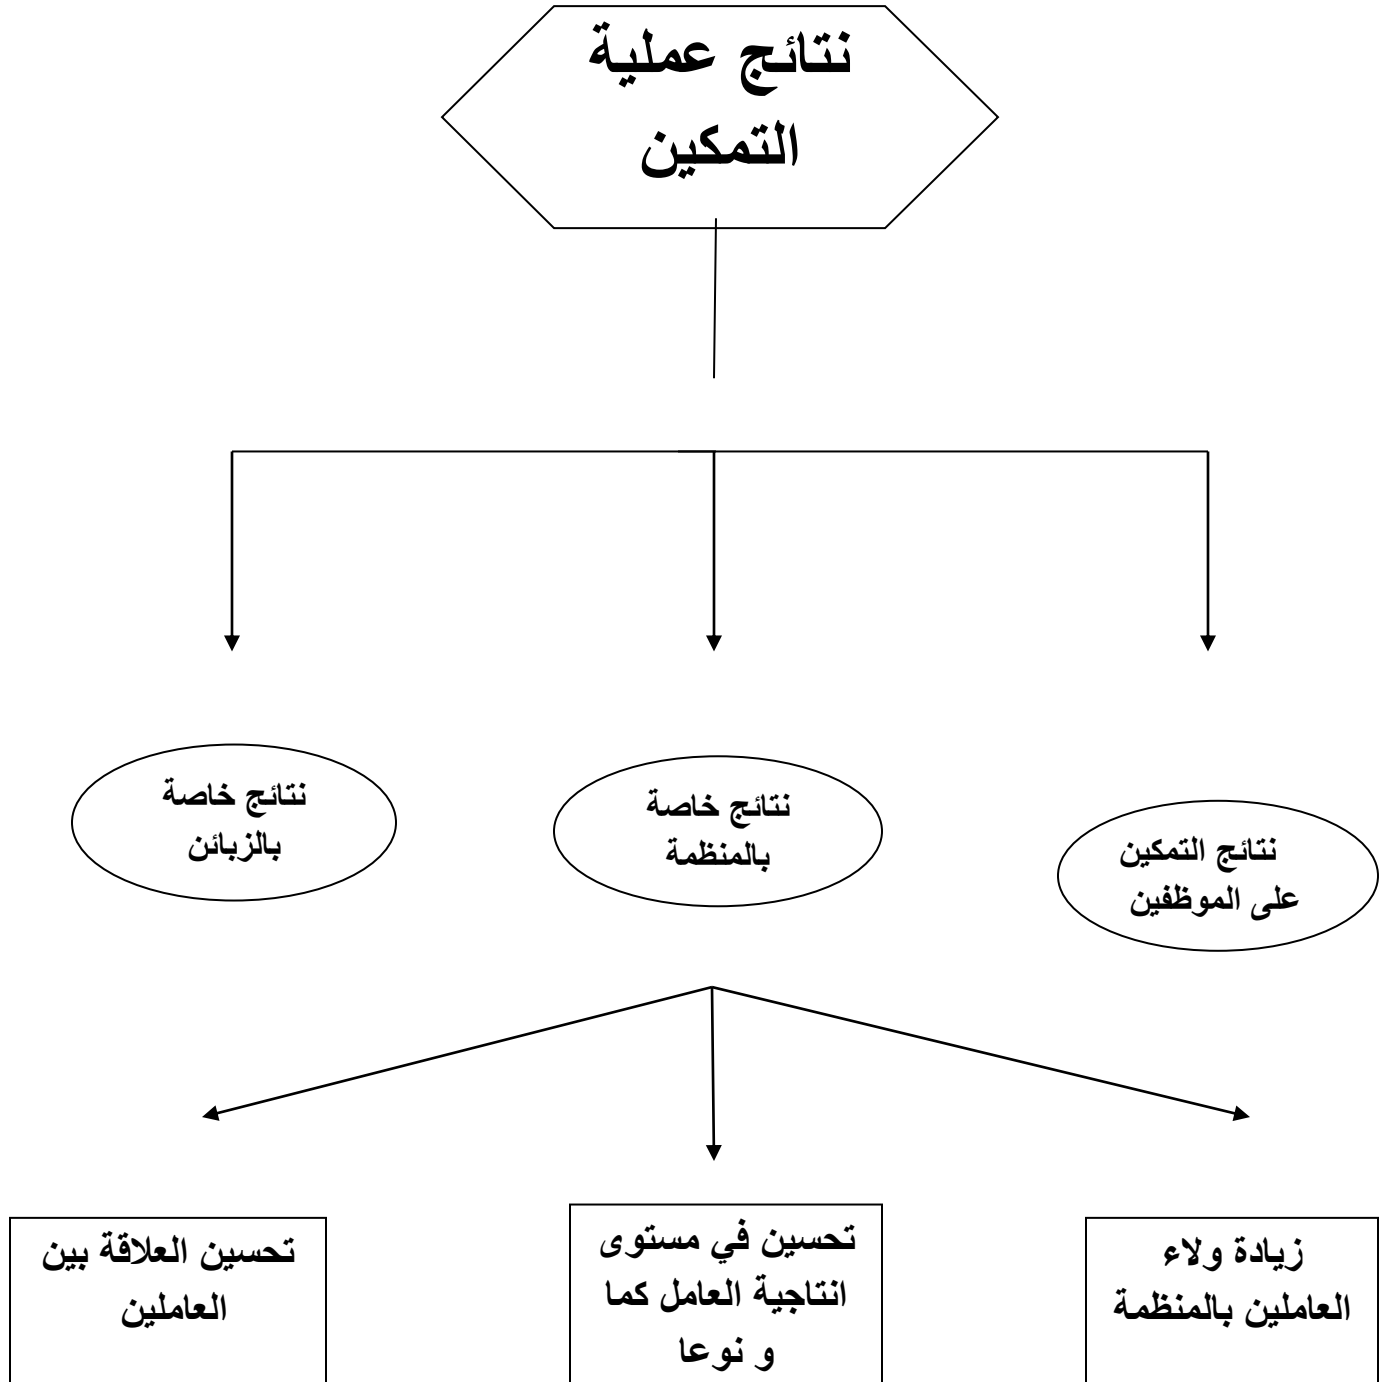 نتائج عملية
التمكين
نتائج التمكين
على الموظفين
نتائج خاصة
بالمنظمة
نتائج خاصة
بالزبائن
زيادة ولاء
العاملين بالمنظمة
تحسين في مستوى
انتاجية العامل كما
و نوعا
تحسين العلاقة بين
العاملين